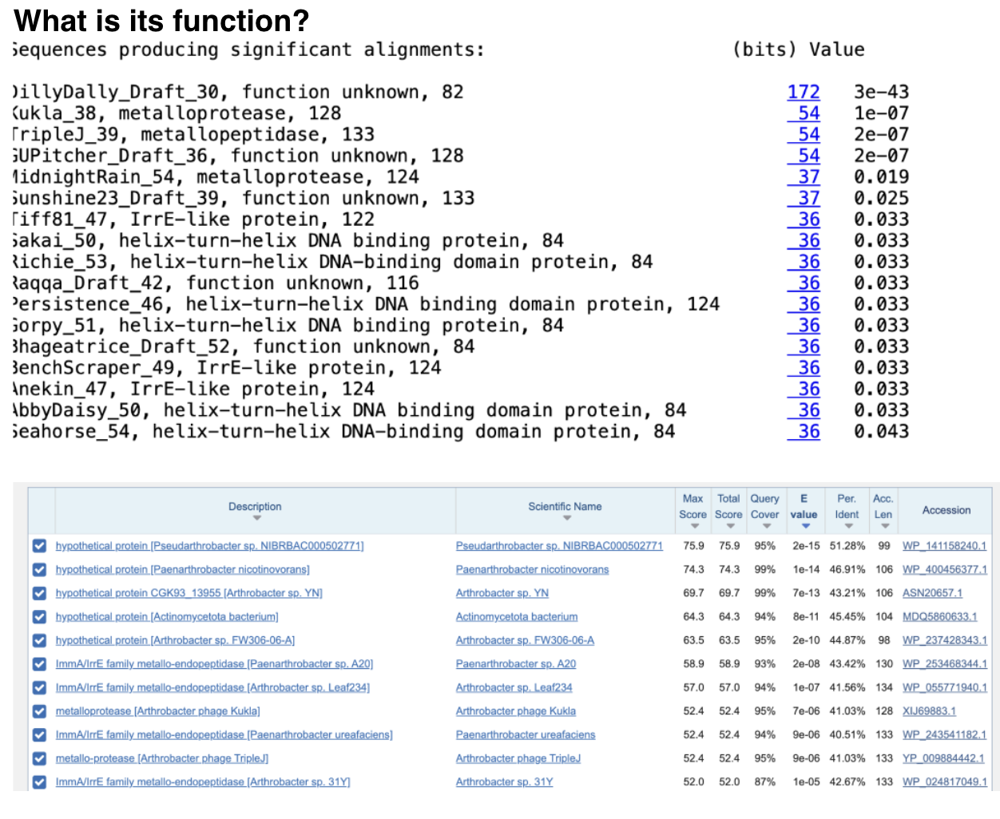 What is its function?
Sequences producing significant alignments: (bits) Value
DillyDally_Draft_30, function unknown, 82 172 3e-43
Kukla_38, metalloprotease, 128 54 1e-07
TripleJ_39, metallopeptidase, 133 54 2e-07
GUPitcher_Draft_36, function unknown, 128 54 2e-07
MidnightRain_54, metalloprotease, 124 37 0.019
Sunshine23_Draft_39, function unknown, 133 37 0.025
Tiff81_47, IrrE-like protein, 122 36 0.033
Sakai_50, helix-turn-helix DNA binding protein, 84 36 0.033
Richie_53, helix-turn-helix DNA-binding domain protein, 84 36 0.033
Raqqa_Draft_42, function unknown, 116 36 0.033
Persistence_46, helix-turn-helix DNA binding domain protein, 124 36 0.033
Gorpy_51, helix-turn-helix DNA binding protein, 84 36 0.033
Bhageatrice_Draft_52, function unknown, 84 36 0.033
BenchScraper_49, IrrE-like protein, 124 36 0.033
Anekin_47, IrrE-like protein, 124 36 0.033
AbbyDaisy_50, helix-turn-helix DNA binding domain protein, 84 36 0.033
Seahorse_54, helix-turn-helix DNA-binding domain protein, 84 36 0.043
Description Scientific Name Max Score Total Score Query Cover E value Per. Ident Acc. Len Accession
hypothetical protein [Pseudarthrobacter sp. NIBRBAC000502771] Pseudarthrobacter sp. NIBRBAC000502771 75.9 75.9 95% 2e-15 51.28% 99 WP_141158240.1
hypothetical protein [Paenarthrobacter nicotinovorans] Paenarthrobacter nicotinovorans 74.3 74.3 99% 1e-14 46.91% 106 WP_400456377.1
hypothetical protein CGK93_13955 [Arthrobacter sp. YN] Arthrobacter sp. YN 69.7 69.7 99% 7e-13 43.21% 106 ASN20657.1
hypothetical protein [Actinomycetota bacterium] Actinomycetota bacterium 64.3 64.3 94% 8e-11 45.45% 104 MDQ5860633.1
hypothetical protein [Arthrobacter sp. FW306-06-A] Arthrobacter sp. FW306-06-A 63.5 63.5 95% 2e-10 44.87% 98 WP_237428343.1
ImmA/IrrE family metallo-endopeptidase [Paenarthrobacter sp. A20] Paenarthrobacter sp. A20 58.9 58.9 93% 2e-08 43.42% 130 WP_253468344.1
ImmA/IrrE family metallo-endopeptidase [Arthrobacter sp. Leaf234] Arthrobacter sp. Leaf234 57.0 57.0 94% 1e-07 41.56% 134 WP_055771940.1
metalloprotease [Arthrobacter phage Kukla] Arthrobacter phage Kukla 52.4 52.4 95% 7e-06 41.03% 128 XIJ69883.1
ImmA/IrrE family metallo-endopeptidase [Paenarthrobacter ureafaciens] Paenarthrobacter ureafaciens 52.4 52.4 94% 9e-06 40.51% 133 WP_243541182.1
metallo-protease [Arthrobacter phage TripleJ] Arthrobacter phage TripleJ 52.4 52.4 95% 9e-06 41.03% 133 YP_009884442.1
ImmA/IrrE family metallo-endopeptidase [Arthrobacter sp. 31Y] Arthrobacter sp. 31Y 52.0 52.0 87% 1e-05 42.67% 133 WP_024817049.1